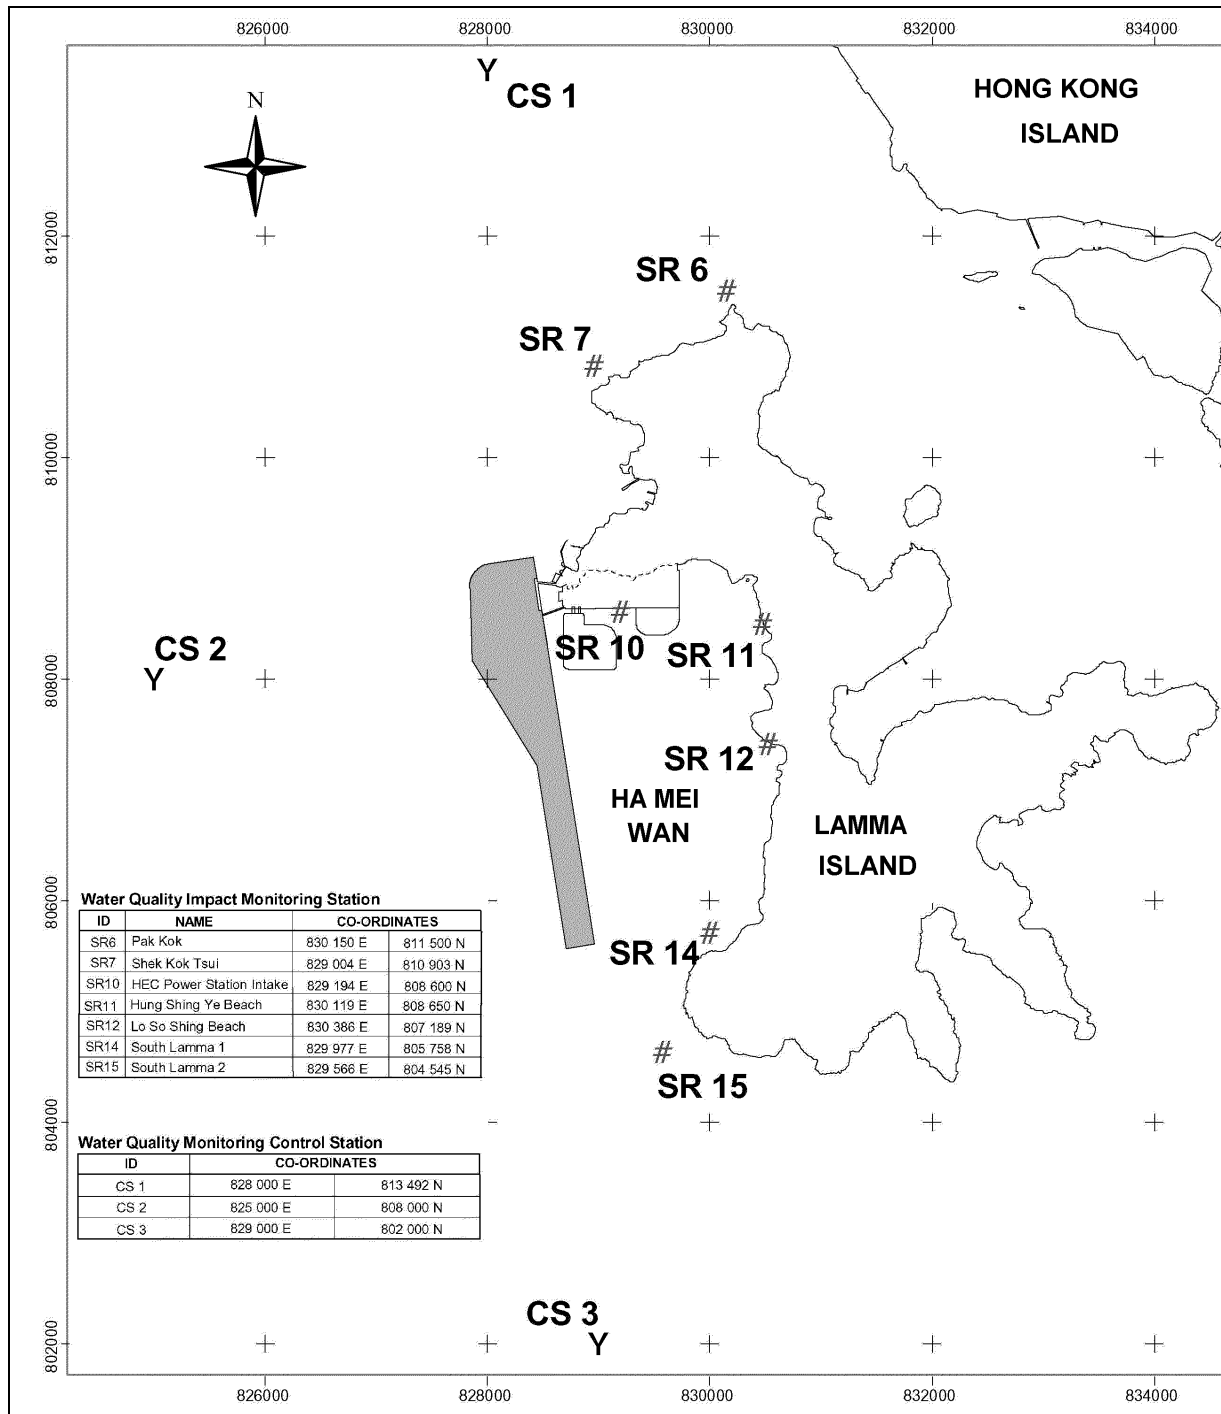 826000 828000 830000 832000 834000
Y
CS 1
HONG KONG
ISLAND
N
812000
SR 6
#
SR 7
#
810000
#
SR 10
#
SR 11
CS 2
Y
808000
#
SR 12
HA MEI
WAN
LAMMA
ISLAND
806000
Water Quality Impact Monitoring Station
ID NAME CO-ORDINATES
SR6 Pak Kok 830 150 E 811 500 N
SR7 Shek Kok Tsui 829 004 E 810 903 N
SR10 HEC Power Station Intake 829 194 E 808 600 N
SR11 Hung Shing Ye Beach 830 119 E 808 650 N
SR12 Lo So Shing Beach 830 386 E 807 189 N
SR14 South Lamma 1 829 977 E 805 758 N
SR15 South Lamma 2 829 566 E 804 545 N
#
SR 14
#
SR 15
804000
Water Quality Monitoring Control Station
ID CO-ORDINATES
CS 1 828 000 E 813 492 N
CS 2 825 000 E 808 000 N
CS 3 829 000 E 802 000 N
CS 3
Y
802000
826000 828000 830000 832000 834000